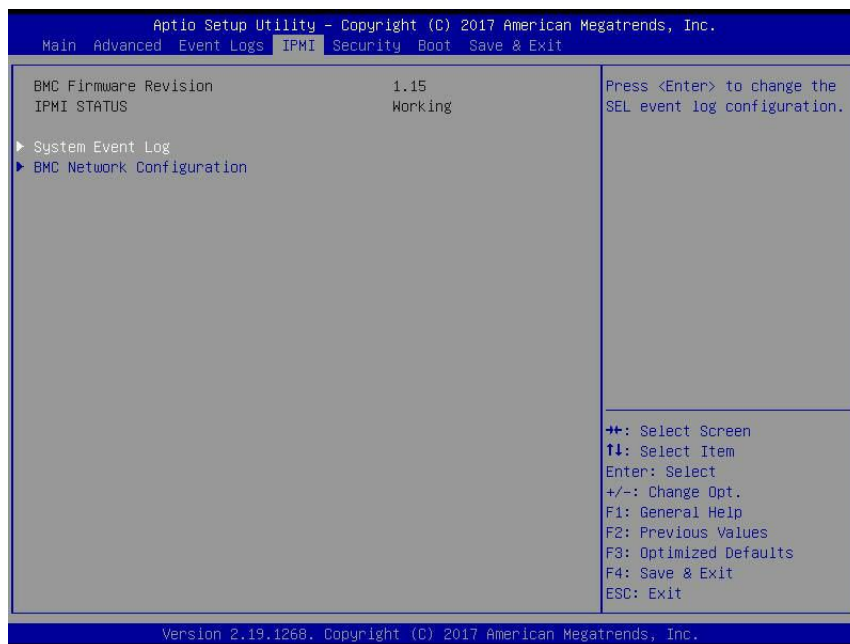 Aptio Setup Utility – Copyright (C) 2017 American Megatrends, Inc.
Main Advanced Event Logs IPMI Security Boot Save & Exit
BMC Firmware Revision 1.15
IPMI STATUS Working
▶ System Event Log
▶ BMC Network Configuration
Press <Enter> to change the
SEL event log configuration.
→←: Select Screen
↑↓: Select Item
Enter: Select
+/-: Change Opt.
F1: General Help
F2: Previous Values
F3: Optimized Defaults
F4: Save & Exit
ESC: Exit
Version 2.19.1268. Copyright (C) 2017 American Megatrends, Inc.